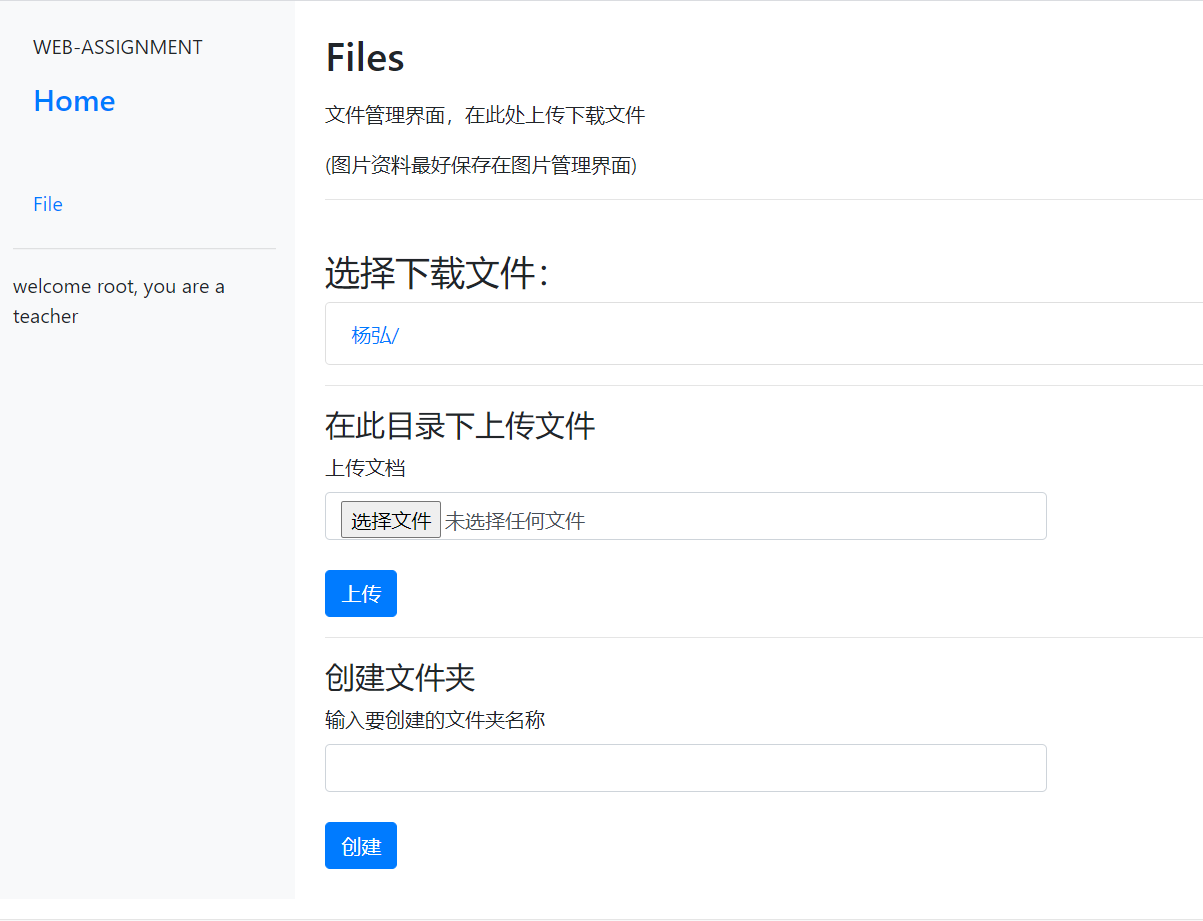 WEB-ASSIGNMENT
Home
File
welcome root, you are a
teacher
Files
文件管理界面，在此处上传下载文件
(图片资料最好保存在图片管理界面)
选择下载文件：
杨弘/
在此目录下上传文件
上传文档
选择文件 未选择任何文件
上传
创建文件夹
输入要创建的文件夹名称
创建